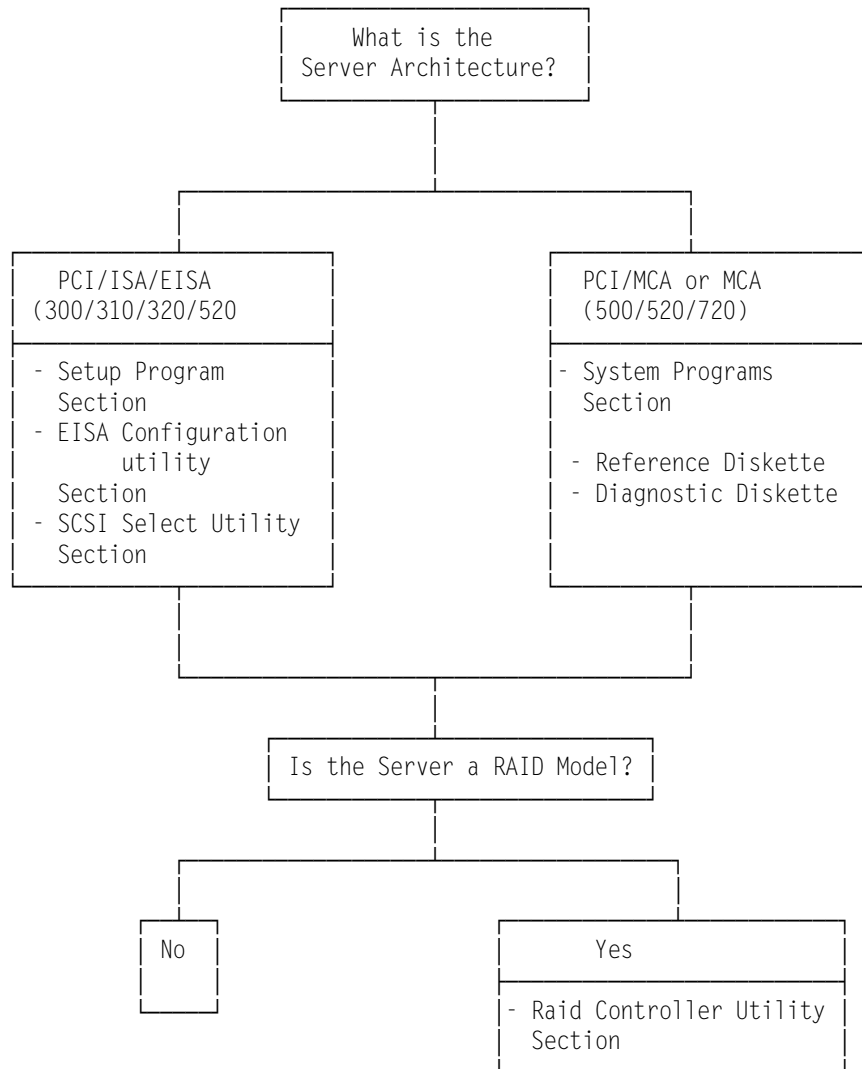 What is the
Server Architecture?
PCI/ISA/EISA
(300/310/320/520
- Setup Program
Section
- EISA Configuration
utility
Section
- SCSI Select Utility
Section
PCI/MCA or MCA
(500/520/720)
- System Programs
Section
- Reference Diskette
- Diagnostic Diskette
Is the Server a RAID Model?
No
Yes
- Raid Controller Utility
Section